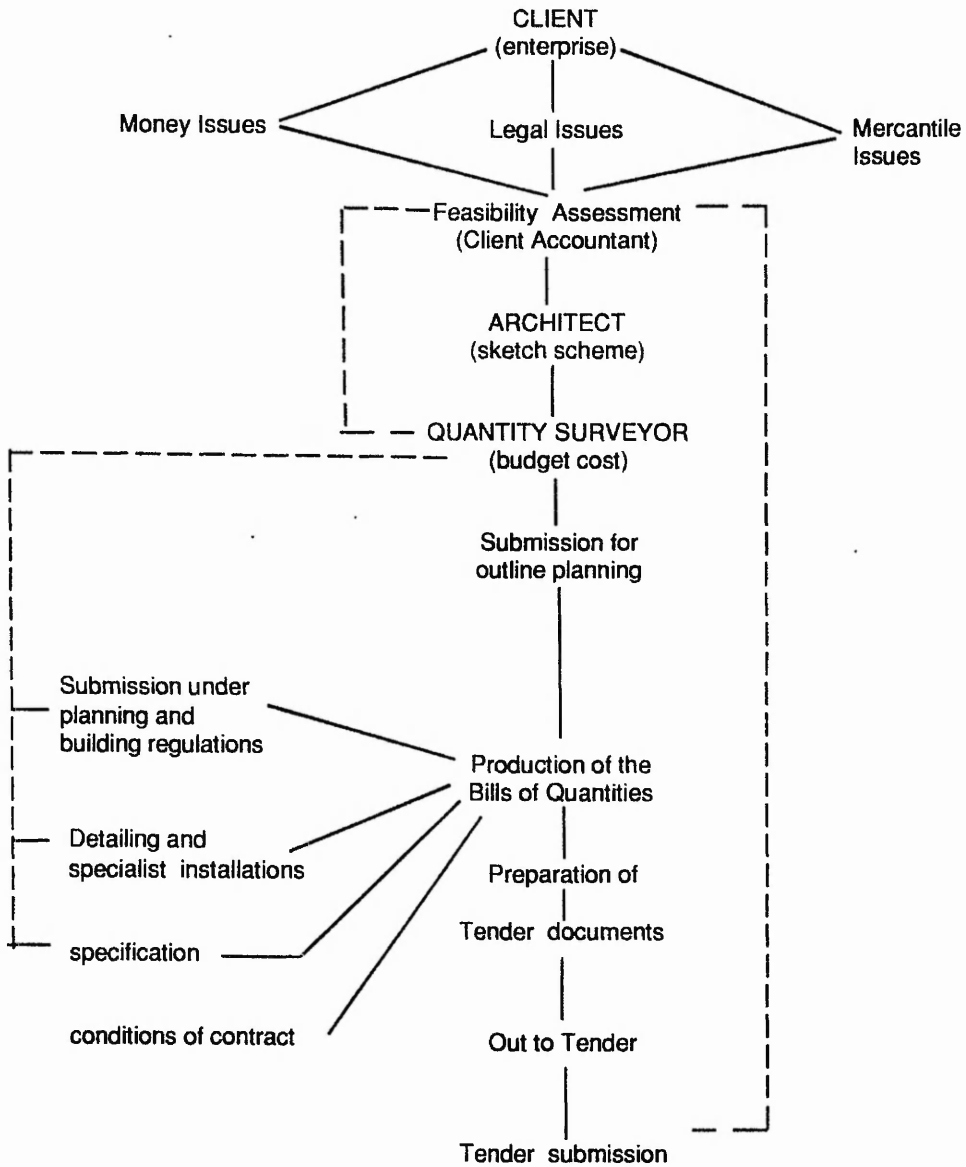 CLIENT
(enterprise)
Money Issues
Legal Issues
Mercantile
Issues
Feasibility Assessment
(Client Accountant)
ARCHITECT
(sketch scheme)
QUANTITY SURVEYOR
(budget cost)
Submission for
outline planning
Submission under
planning and
building regulations
Production of the
Bills of Quantities
Detailing and
specialist installations
Preparation of
Tender documents
specification
conditions of contract
Out to Tender
Tender submission